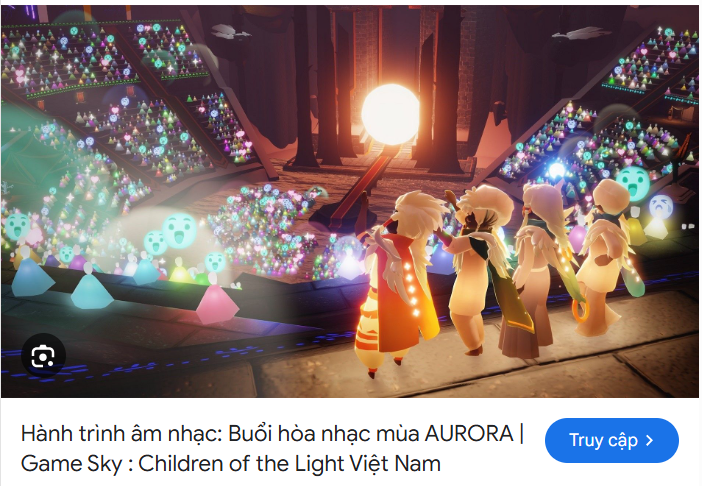 Hành trình âm nhạc: Buổi hòa nhạc mùa AURORA |
Game Sky : Children of the Light Việt Nam
Truy cập